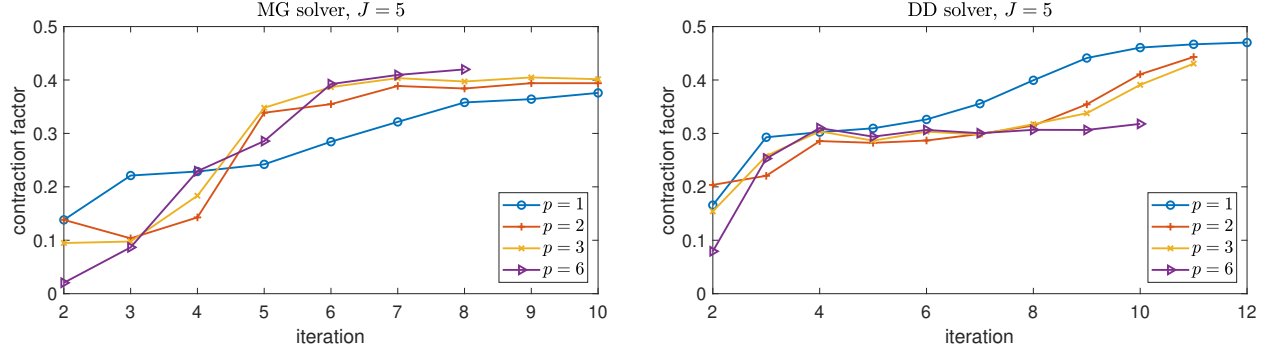 MG solver, J = 5
0.5
0.4
0.3
0.2
0.1
0
contraction factor
2 3 4 5 6 7 8 9 10
iteration
p = 1
p = 2
p = 3
p = 6
DD solver, J = 5
0.5
0.4
0.3
0.2
0.1
0
contraction factor
2 4 6 8 10 12
iteration
p = 1
p = 2
p = 3
p = 6